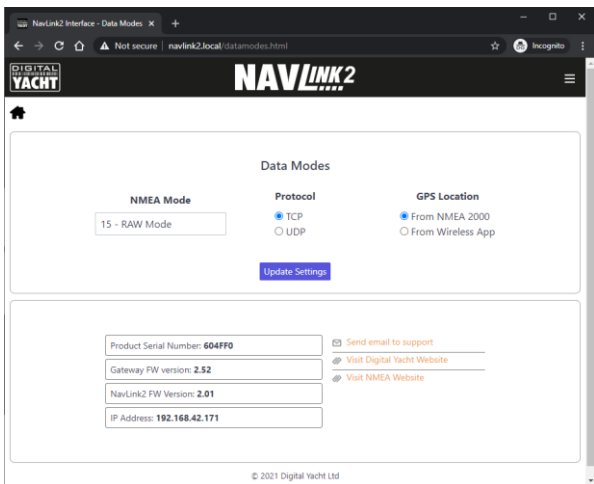 NavLink2 Interface - Data Modes
Not secure | navlink2.local/datamodes.html
Incognito
DIGITAL
YACHT
NAVLINK2
Data Modes
NMEA Mode
15 - RAW Mode
Protocol
TCP
UDP
GPS Location
From NMEA 2000
From Wireless App
Update Settings
Product Serial Number: 604FF0
Gateway FW version: 2.52
NavLink2 FW Version: 2.01
IP Address: 192.168.42.171
Send email to support
Visit Digital Yacht Website
Visit NMEA Website
© 2021 Digital Yacht Ltd